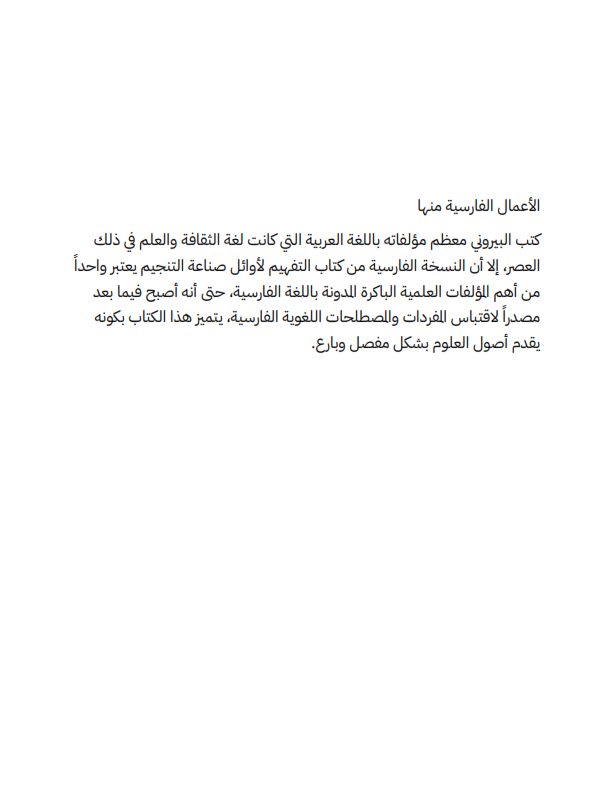 الأعمال الفارسية منها
كتب البيروني معظم مؤلفاته باللغة العربية التي كانت لغة الثقافة والعلم في ذلك
العصر، إلا أن النسخة الفارسية من كتاب التفهيم لأوائل صناعة التنجيم يعتبر واحداً
من أهم المؤلفات العلمية الباكرة المدونة باللغة الفارسية، حتى أنه أصبح فيما بعد
مصدراً لاقتباس المفردات والمصطلحات اللغوية الفارسية، يتميز هذا الكتاب بكونه
يقدم أصول العلوم بشكل مفصل وبارع.